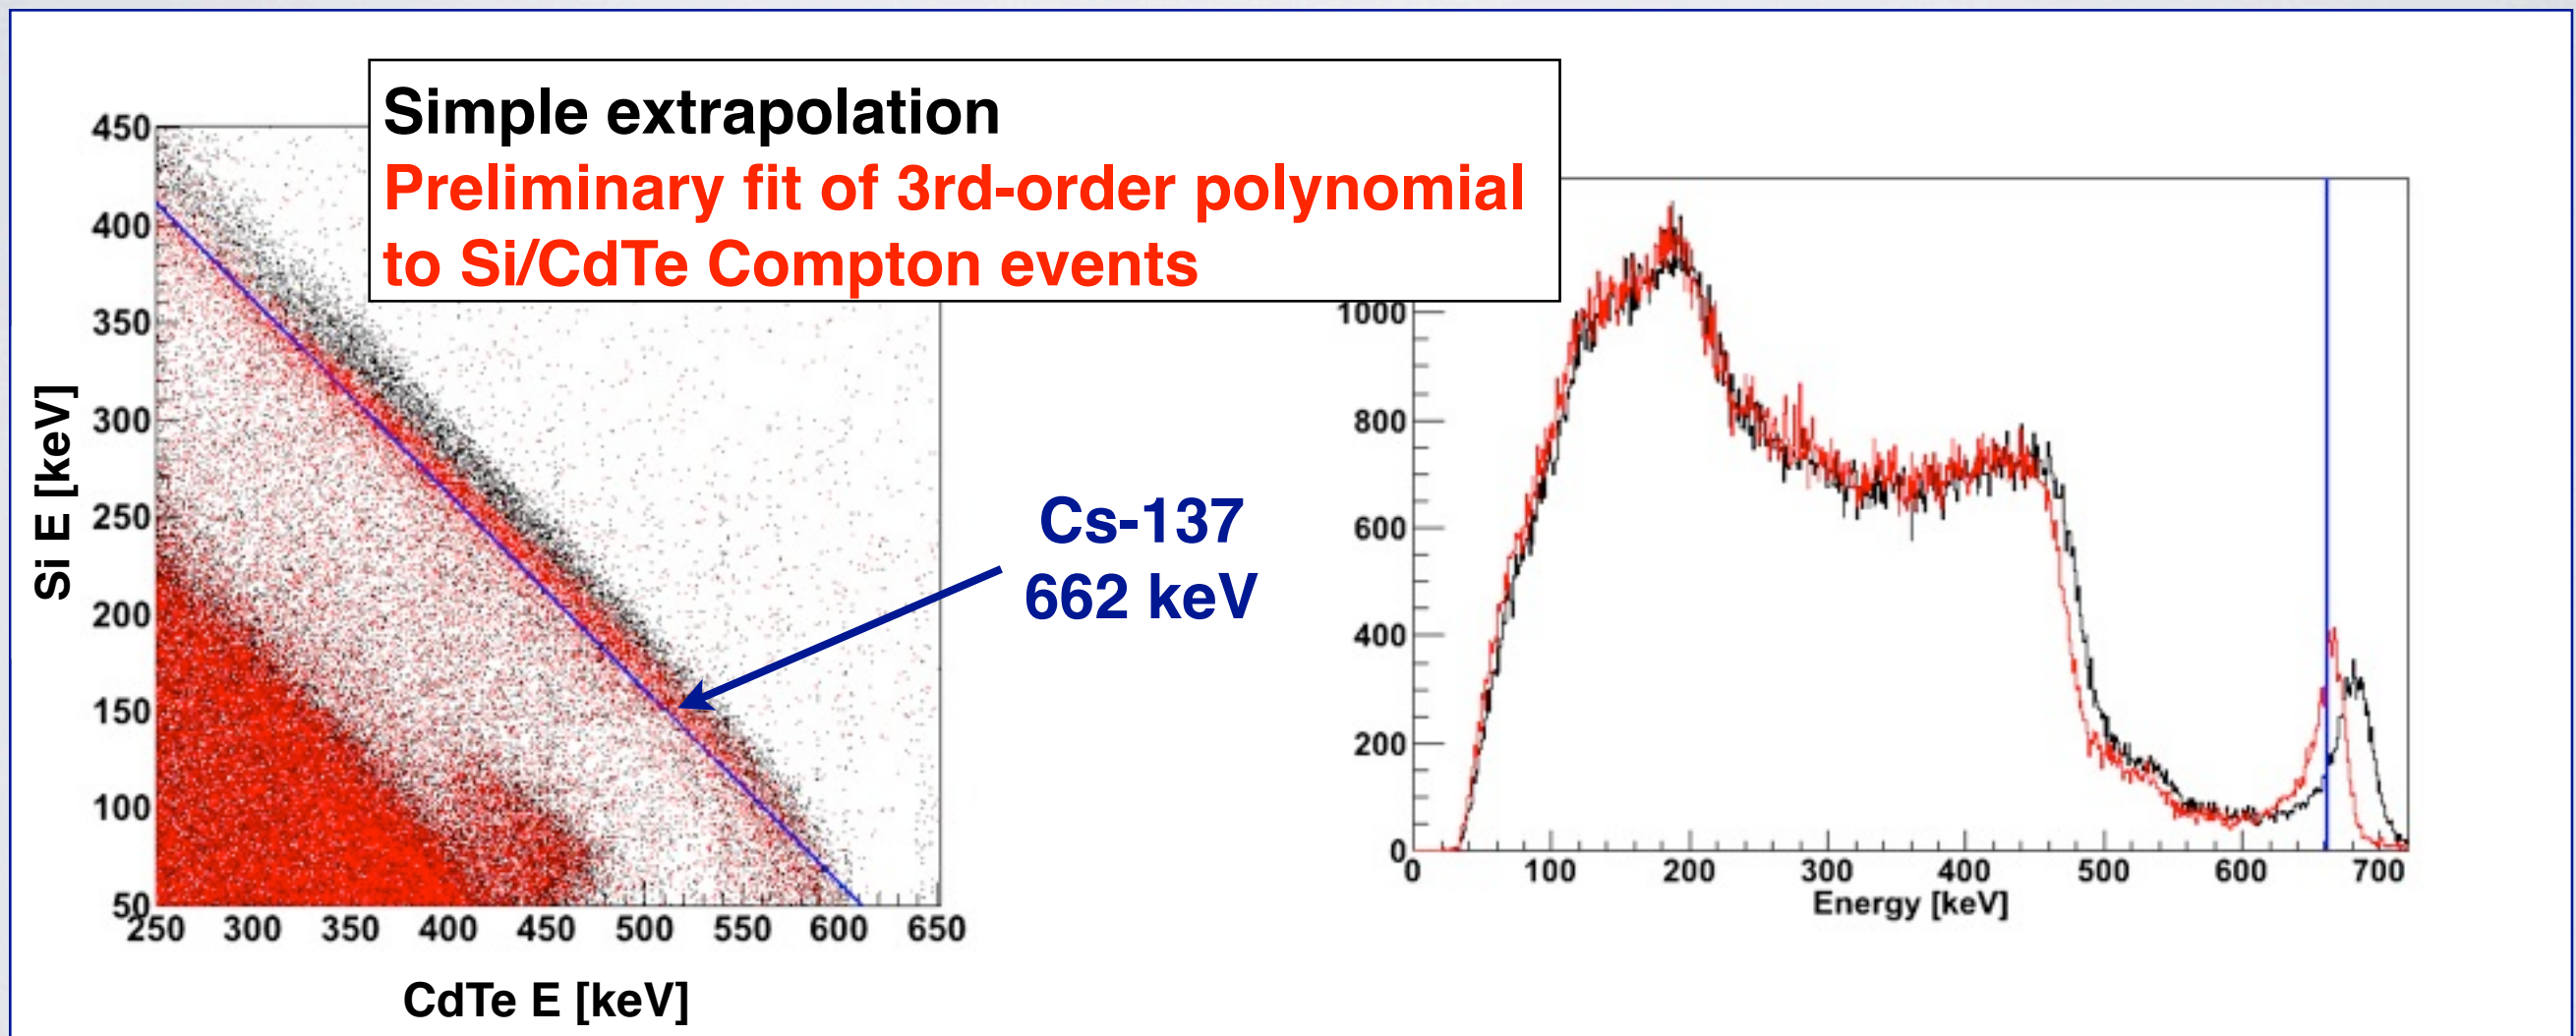 Simple extrapolation
Preliminary fit of 3rd-order polynomial
to Si/CdTe Compton events
450
400
350
300
250
200
150
100
50
Si E [keV]
250 300 350 400 450 500 550 600 650
CdTe E [keV]
Cs-137
662 keV
1000
800
600
400
200
0
0 100 200 300 400 500 600 700
Energy [keV]